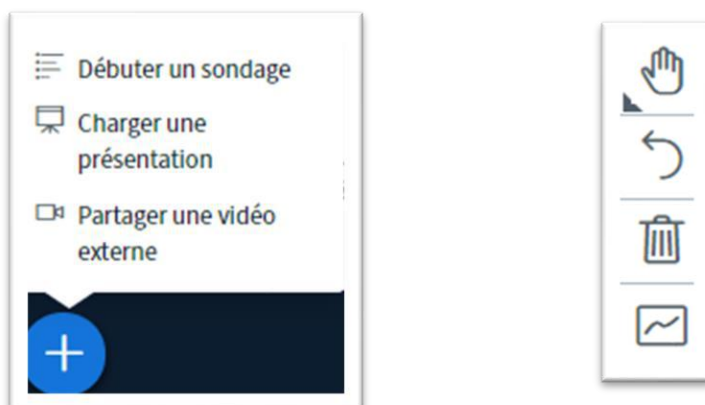 Débuter un sondage
Charger une
présentation
Partager une vidéo
externe